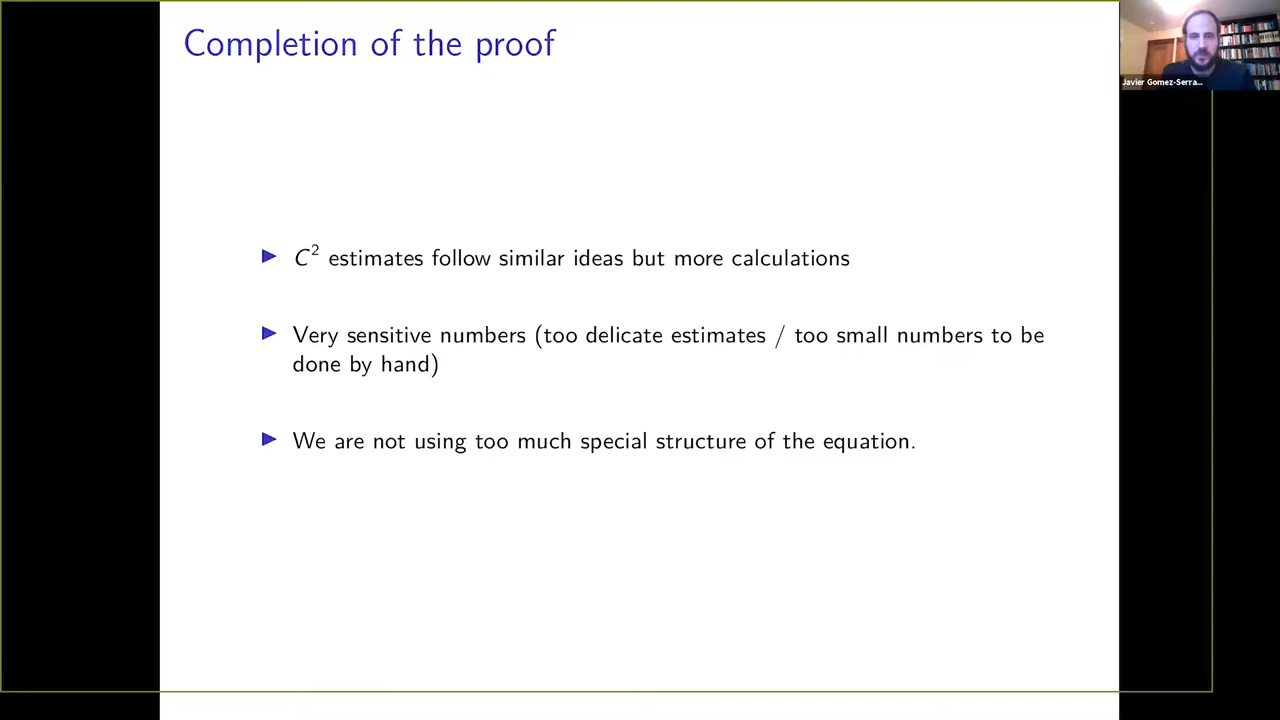 Completion of the proof
Javier Gomez-Serra...
▶ C² estimates follow similar ideas but more calculations
▶ Very sensitive numbers (too delicate estimates / too small numbers to be
done by hand)
▶ We are not using too much special structure of the equation.